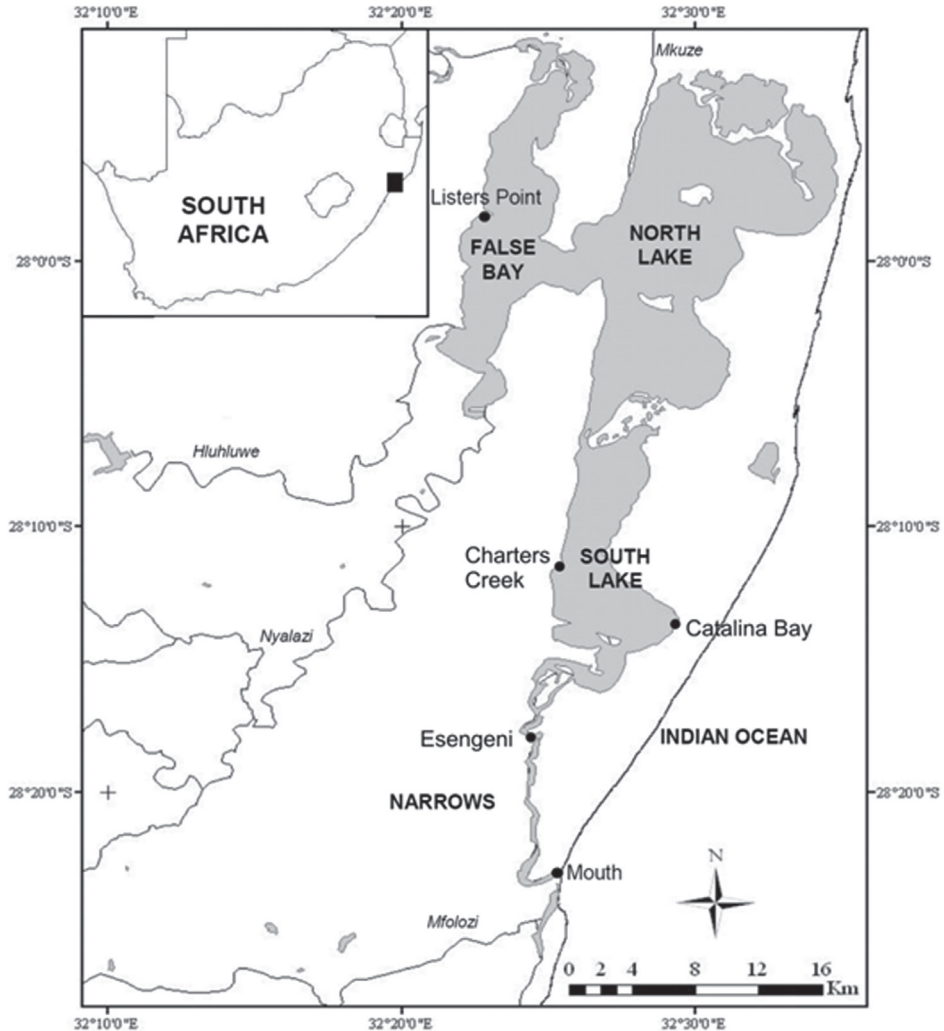 32°10'0"E
32°20'0"E
32°30'0"E
Mkuze
SOUTH
AFRICA
Listers Point
FALSE
BAY
NORTH
LAKE
28°0'0"S
28°0'0"S
Hluhluwe
28°10'0"S
28°10'0"S
Charters
Creek
SOUTH
LAKE
Catalina Bay
Nyalazi
Esengeni
INDIAN OCEAN
28°20'0"S
28°20'0"S
NARROWS
Mouth
N
Mfolozi
0 2 4 8 12 16
Km
32°10'0"E
32°20'0"E
32°30'0"E